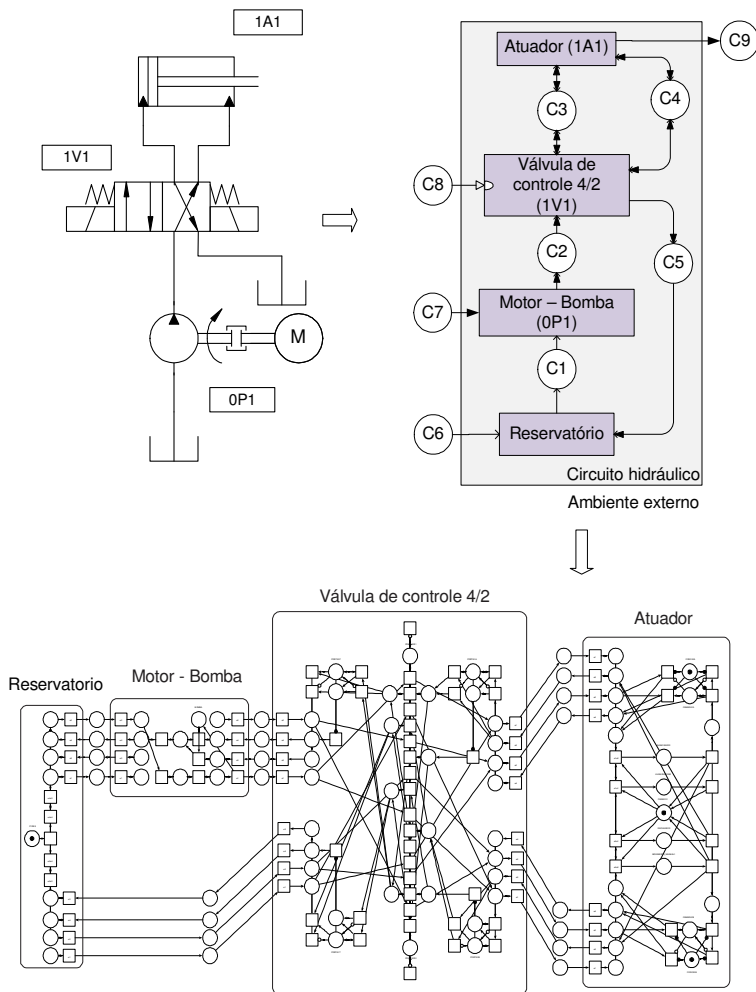 1A1
1V1
M
0P1
Atuador (1A1)
C9
C3
C4
C8
Válvula de
controle 4/2
(1V1)
C2
C5
C7
Motor – Bomba
(0P1)
C1
C6
Reservatório
Circuito hidráulico
Ambiente externo
Válvula de controle 4/2
Atuador
Motor - Bomba
Reservatorio